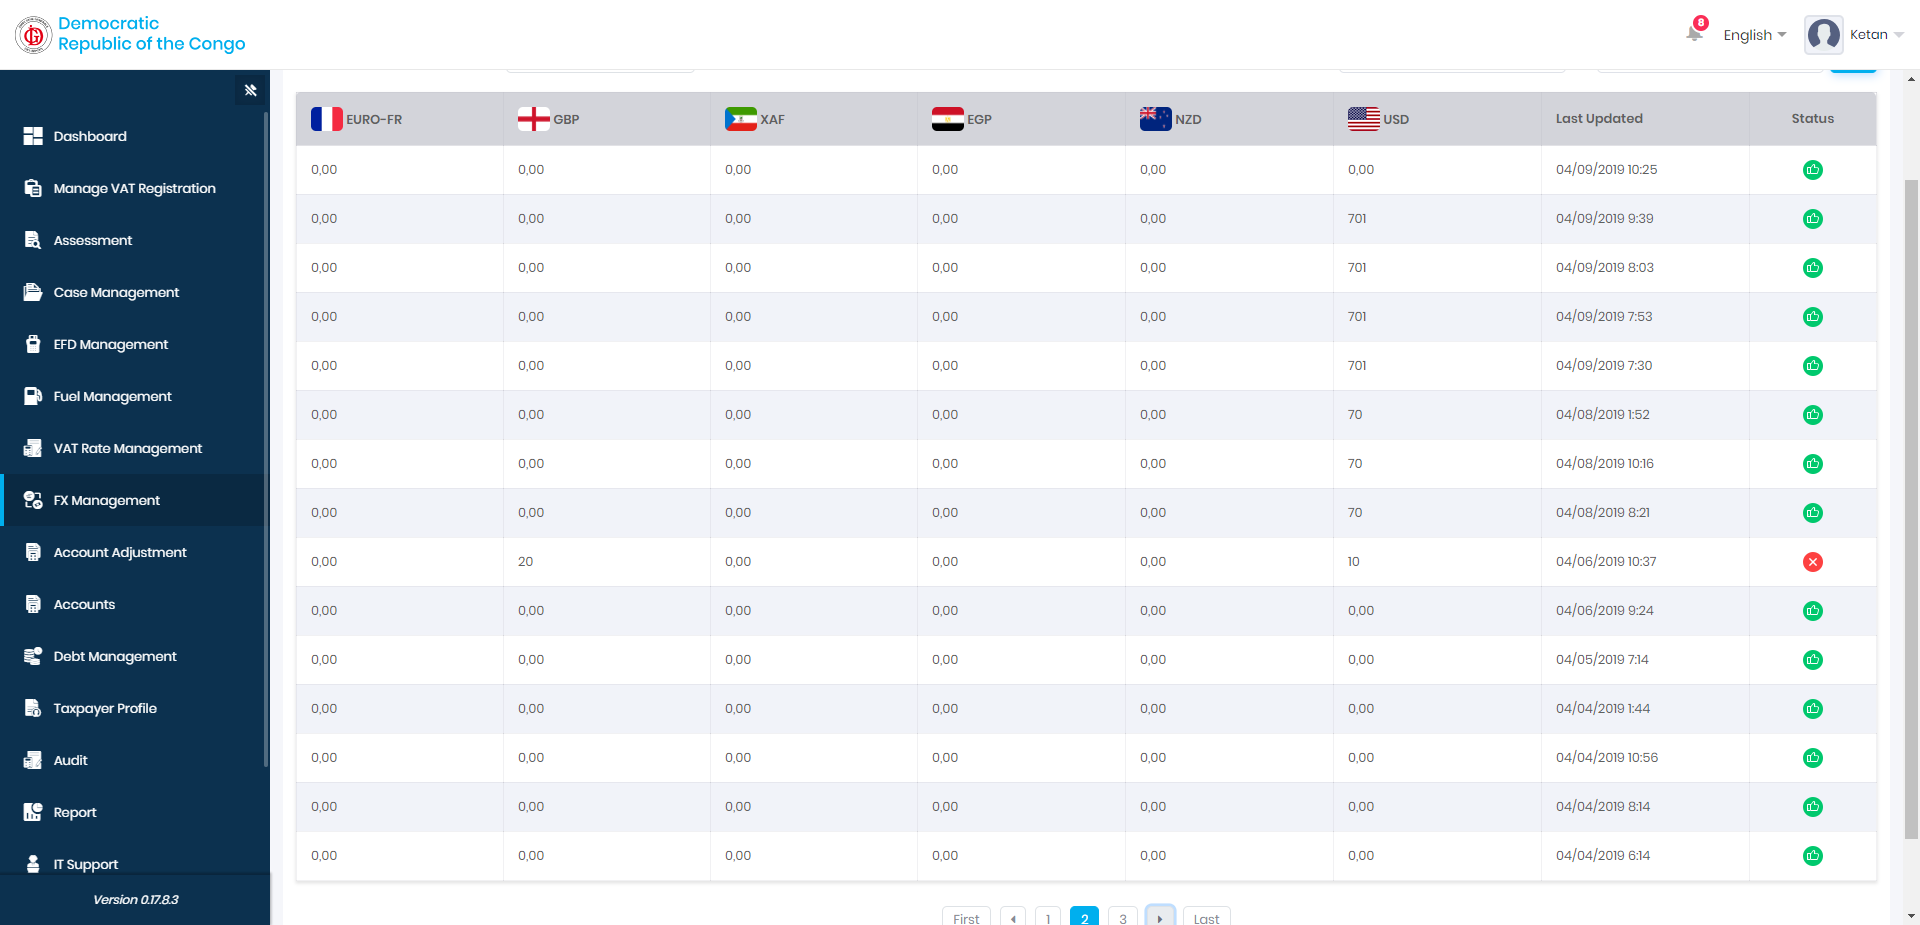 Democratic
Republic of the Congo
8
English
Ketan
Dashboard
Manage VAT Registration
Assessment
Case Management
EFD Management
Fuel Management
VAT Rate Management
FX Management
Account Adjustment
Accounts
Debt Management
Taxpayer Profile
Audit
Report
IT Support
Version 0.17.8.3
EURO-FR GBP XAF EGP NZD USD Last Updated Status
0,00 0,00 0,00 0,00 0,00 0,00 04/09/2019 10:25
0,00 0,00 0,00 0,00 0,00 701 04/09/2019 9:39
0,00 0,00 0,00 0,00 0,00 701 04/09/2019 8:03
0,00 0,00 0,00 0,00 0,00 701 04/09/2019 7:53
0,00 0,00 0,00 0,00 0,00 701 04/09/2019 7:30
0,00 0,00 0,00 0,00 0,00 70 04/08/2019 1:52
0,00 0,00 0,00 0,00 0,00 70 04/08/2019 10:16
0,00 0,00 0,00 0,00 0,00 70 04/08/2019 8:21
0,00 20 0,00 0,00 0,00 10 04/06/2019 10:37
0,00 0,00 0,00 0,00 0,00 0,00 04/06/2019 9:24
0,00 0,00 0,00 0,00 0,00 0,00 04/05/2019 7:14
0,00 0,00 0,00 0,00 0,00 0,00 04/04/2019 1:44
0,00 0,00 0,00 0,00 0,00 0,00 04/04/2019 10:56
0,00 0,00 0,00 0,00 0,00 0,00 04/04/2019 8:14
0,00 0,00 0,00 0,00 0,00 0,00 04/04/2019 6:14
First 1 2 3 Last